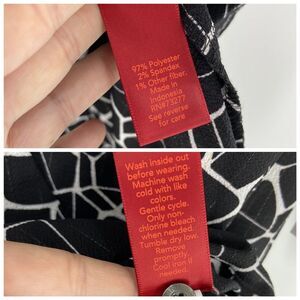 97% Polyester
2% Spandex
1% Other fiber.
Made in
Indonesia
RN#73277
See reverse
for care
Wash inside out
before wearing.
Machine wash
cold with like
colors.
Gentle cycle.
Only non-
chlorine bleach
when needed.
Tumble dry low.
Remove
promptly.
Cool iron if
needed.